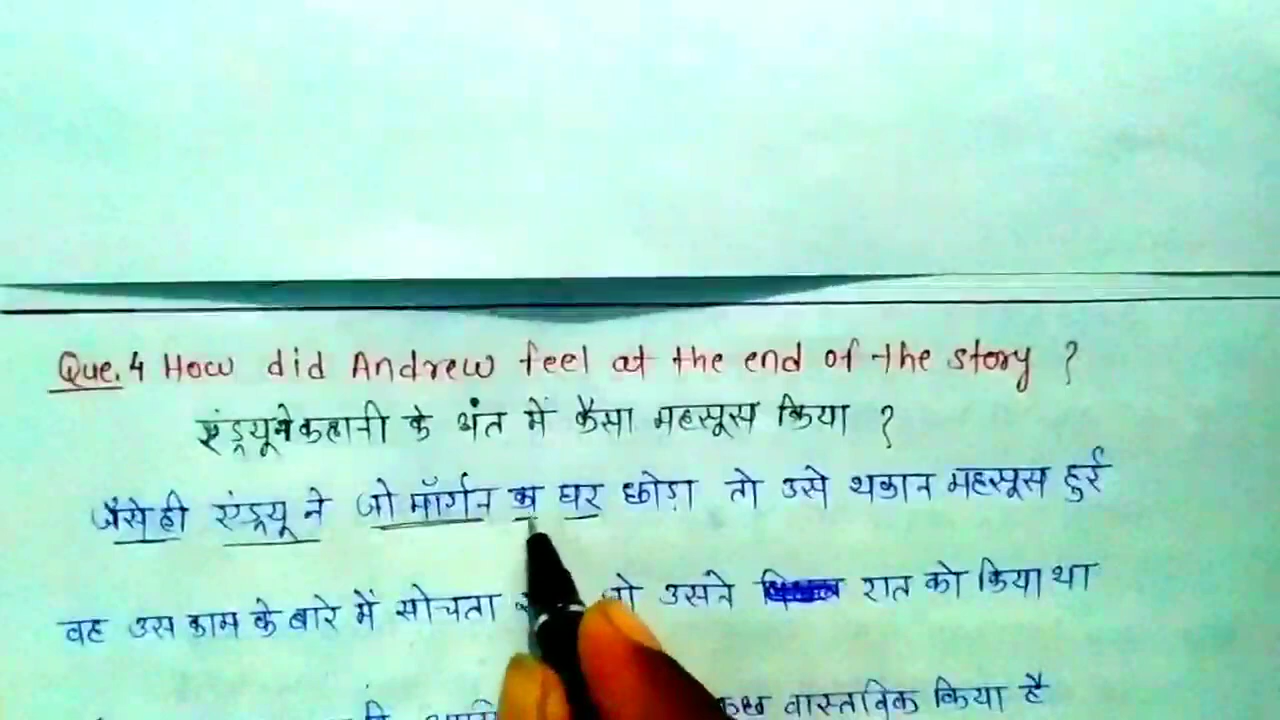 Que. 4 How did Andrew feel at the end of the story ?
एंड्रयू ने कहानी के अंत में कैसा महसूस किया ?
जैसे ही एंड्रयू ने जो मॉर्गन का घर छोड़ा तो उसे थकान महसूस हुई
वह उस काम के बारे में सोचता जो उसने रात को किया था
वास्तविक किया है